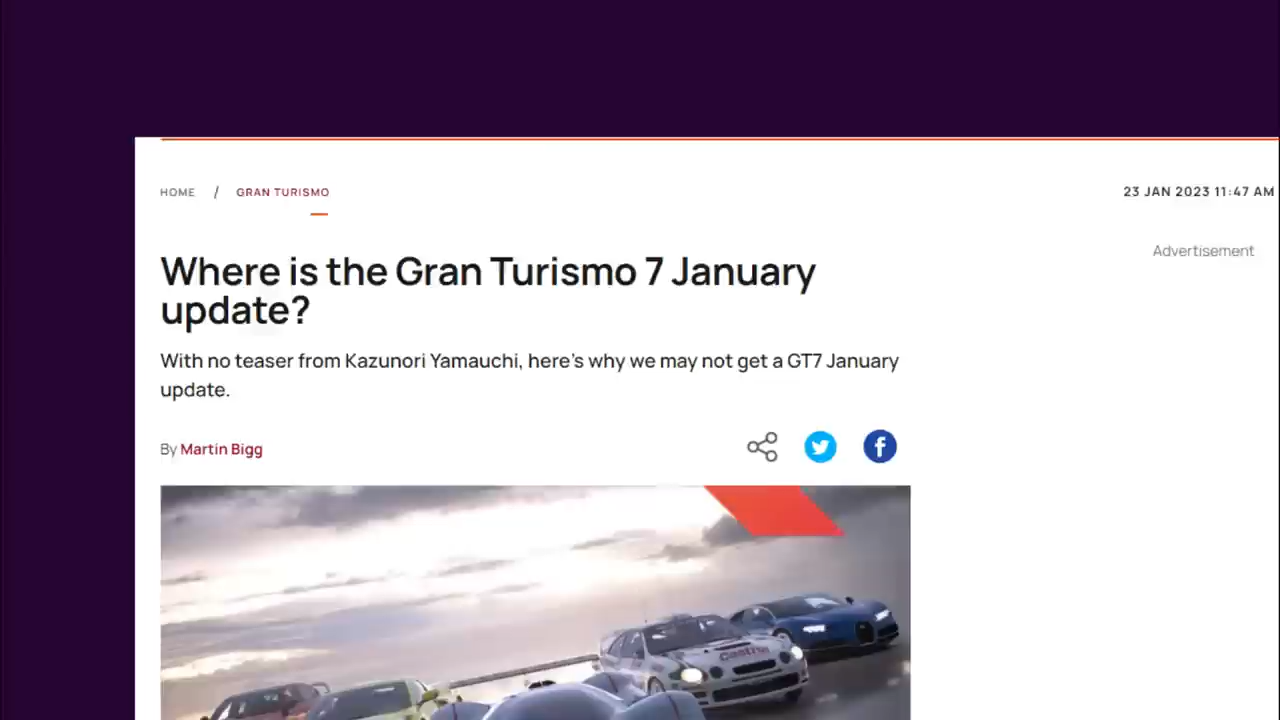 HOME / GRAN TURISMO
23 JAN 2023 11:47 AM
Advertisement
Where is the Gran Turismo 7 January
update?
With no teaser from Kazunori Yamauchi, here's why we may not get a GT7 January
update.
By Martin Bigg
Castrol